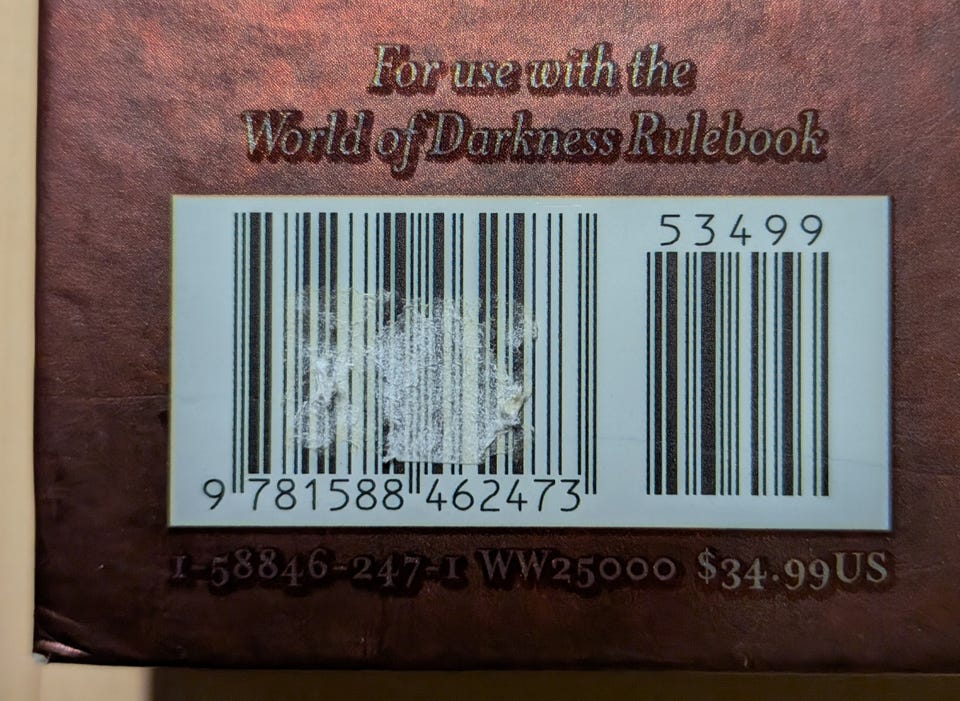 For use with the
World of Darkness Rulebook
53499
9 781588 462473
1-58846-247-1 WW25000 $34.99US